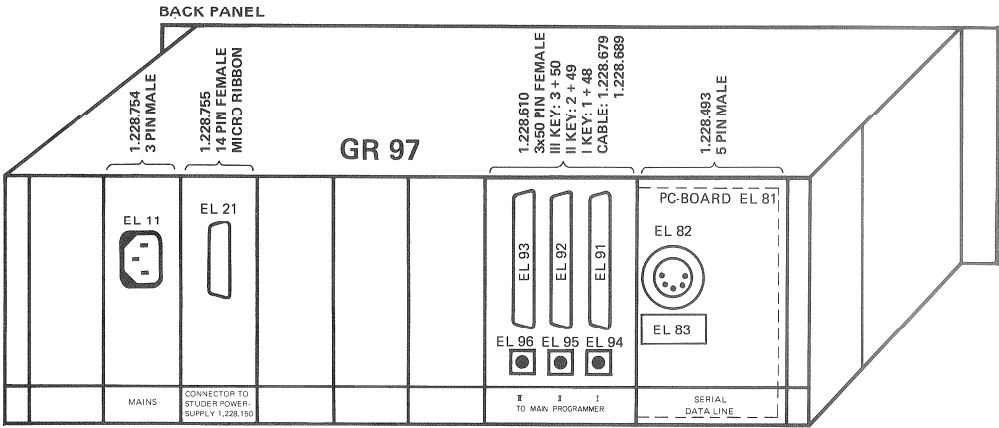 BACK PANEL
1.228.754
3 PIN MALE
1.228.755
14 PIN FEMALE
MICRO RIBBON
GR 97
1.228.610
3x50 PIN FEMALE
III KEY: 3 + 50
II KEY: 2 + 49
I KEY: 1 + 48
CABLE: 1.228.679
1.228.689
1.228.493
5 PIN MALE
EL 11
EL 21
EL 93
EL 92
EL 91
EL 96
EL 95
EL 94
PC-BOARD EL 81
EL 82
EL 83
MAINS
CONNECTOR TO
STUDER POWER-
SUPPLY 1,228.150
III II I
TO MAIN PROGRAMMER
SERIAL
DATA LINE